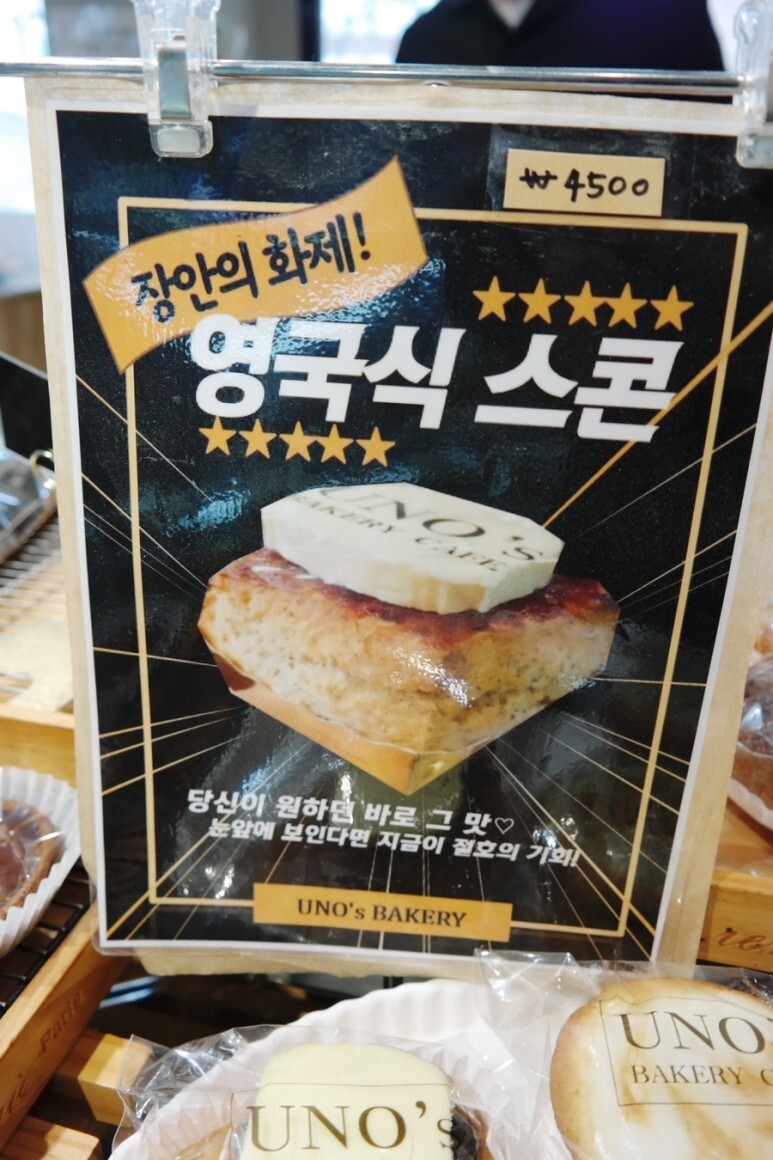 ₩4500
장안의 화제!
영국식 스콘
UNO's
BAKERY CAFE
당신이 원하던 바로 그 맛♡
눈앞에 보인다면 지금이 절호의 기회!
UNO's BAKERY
UNO's
UNO'
BAKERY C